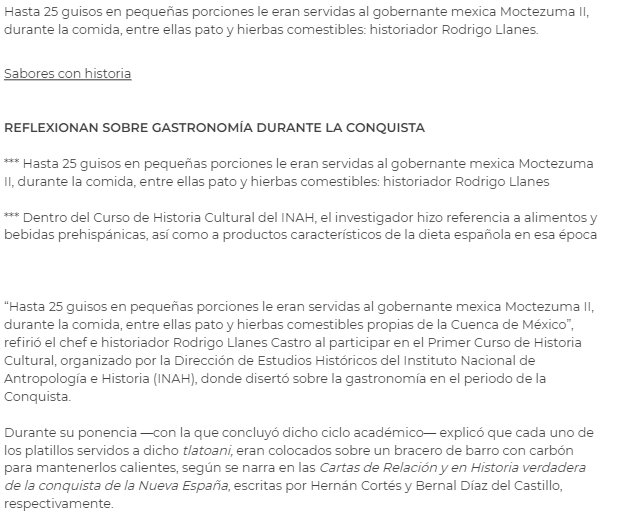 Hasta 25 guisos en pequeñas porciones le eran servidas al gobernante mexica Moctezuma II,
durante la comida, entre ellas pato y hierbas comestibles: historiador Rodrigo Llanes.
Sabores con historia
REFLEXIONAN SOBRE GASTRONOMÍA DURANTE LA CONQUISTA
*** Hasta 25 guisos en pequeñas porciones le eran servidas al gobernante mexica Moctezuma
II, durante la comida, entre ellas pato y hierbas comestibles: historiador Rodrigo Llanes
*** Dentro del Curso de Historia Cultural del INAH, el investigador hizo referencia a alimentos y
bebidas prehispánicas, así como a productos característicos de la dieta española en esa época
“Hasta 25 guisos en pequeñas porciones le eran servidas al gobernante mexica Moctezuma II,
durante la comida, entre ellas pato y hierbas comestibles propias de la Cuenca de México”,
refirió el chef e historiador Rodrigo Llanes Castro al participar en el Primer Curso de Historia
Cultural, organizado por la Dirección de Estudios Históricos del Instituto Nacional de
Antropología e Historia (INAH), donde disertó sobre la gastronomía en el periodo de la
Conquista.
Durante su ponencia —con la que concluyó dicho ciclo académico— explicó que cada uno de
los platillos servidos a dicho tlatoani, eran colocados sobre un bracero de barro con carbón
para mantenerlos calientes, según se narra en las Cartas de Relación y en Historia verdadera
de la conquista de la Nueva España, escritas por Hernán Cortés y Bernal Díaz del Castillo,
respectivamente.